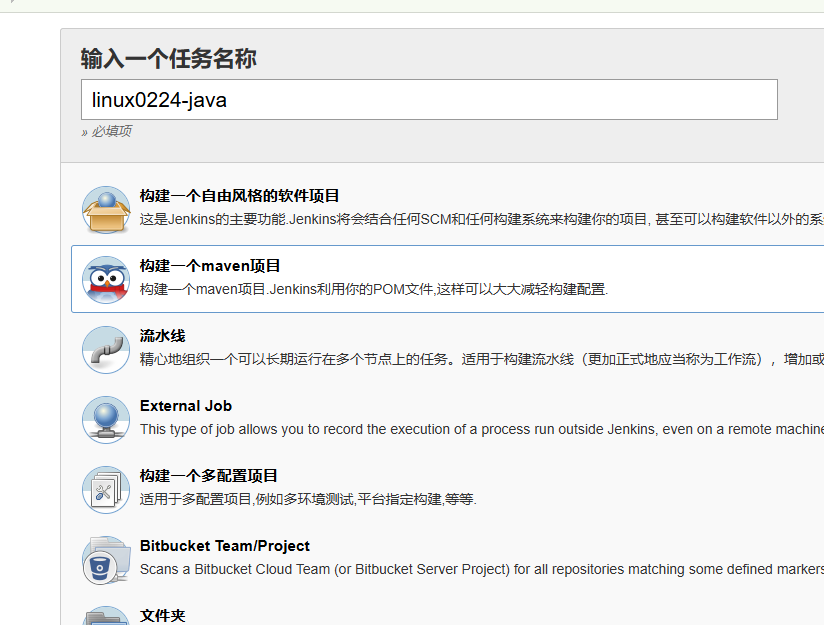 输入一个任务名称
linux0224-java
» 必填项
构建一个自由风格的软件项目
这是Jenkins的主要功能.Jenkins将会结合任何SCM和任何构建系统来构建你的项目, 甚至可以构建软件以外的系
构建一个maven项目
构建一个maven项目.Jenkins利用你的POM文件,这样可以大大减轻构建配置.
流水线
精心地组织一个可以长期运行在多个节点上的任务。适用于构建流水线（更加正式地应当称为工作流），增加或
External Job
This type of job allows you to record the execution of a process run outside Jenkins, even on a remote machine
构建一个多配置项目
适用于多配置项目,例如多环境测试,平台指定构建,等等.
Bitbucket Team/Project
Scans a Bitbucket Cloud Team (or Bitbucket Server Project) for all repositories matching some defined markers
文件夹